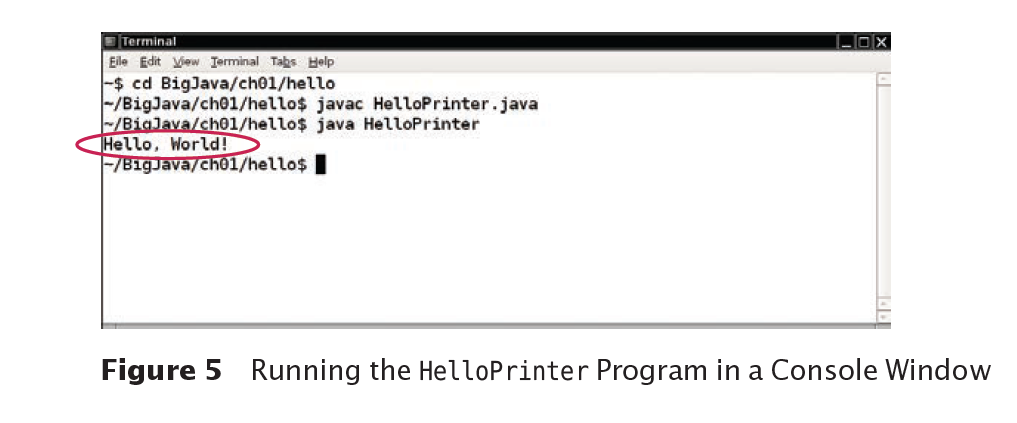 Terminal
File Edit View Terminal Tabs Help
~$ cd BigJava/ch01/hello
~/BigJava/ch01/hello$ javac HelloPrinter.java
~/BigJava/ch01/hello$ java HelloPrinter
Hello, World!
~/BigJava/ch01/hello$
Figure 5 Running the HelloPrinter Program in a Console Window